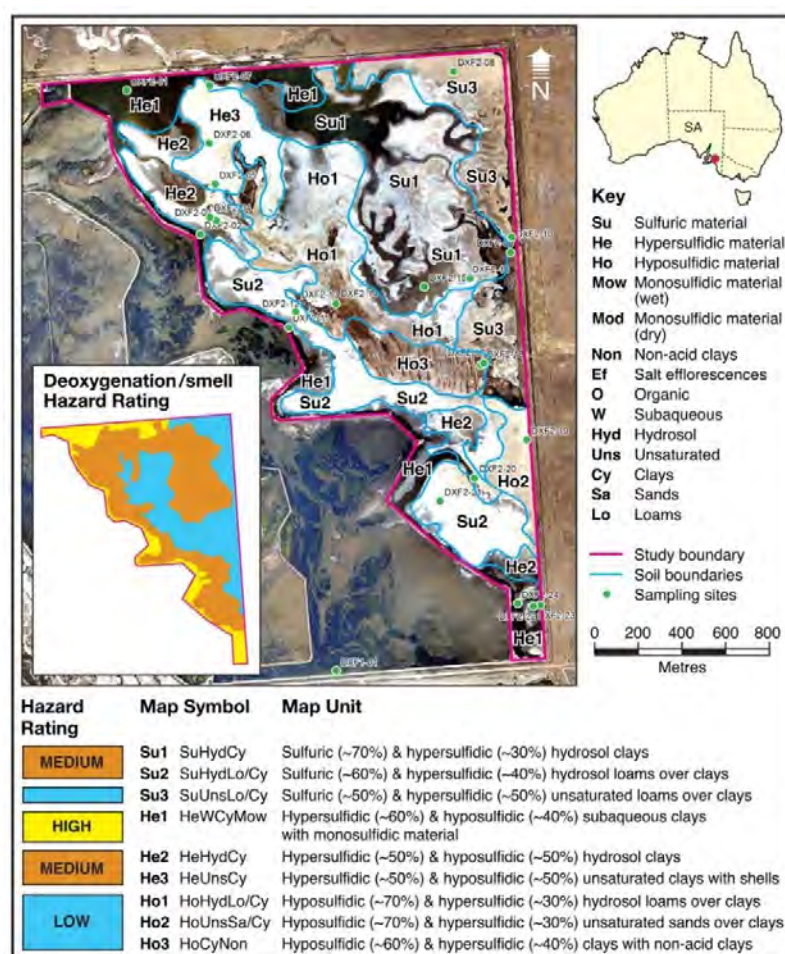 DXF2-01
DXF2-07
DXF2-08
He1
He1
Su3
N
He3
Su1
He2
DXF2-06
SA
He2
Ho1
Su1
Su3
Key
Su Sulfuric material
He Hypersulfidic material
Ho Hyposulfidic material
Mow Monosulfidic material (wet)
Mod Monosulfidic material (dry)
Non Non-acid clays
Ef Salt efflorescences
O Organic
W Subaqueous
Hyd Hydrosol
Uns Unsaturated
Cy Clays
Sa Sands
Lo Loams
Study boundary
Soil boundaries
Sampling sites
0 200 400 600 800
Metres
Ho1
Su1
Su2
Ho1
Su3
Ho3
He1
Su2
Su2
He2
He1
DXF2-19
DXF2-20
Ho2
DXF2-21
Su2
He2
He1
DXF1-01
Deoxygenation/smell
Hazard Rating
Hazard Rating
Map Symbol
Map Unit
MEDIUM
Su1 SuHydCy Sulfuric (~70%) & hypersulfidic (~30%) hydrosol clays
Su2 SuHydLo/Cy Sulfuric (~60%) & hypersulfidic (~40%) hydrosol loams over clays
Su3 SuUnsLo/Cy Sulfuric (~50%) & hypersulfidic (~50%) unsaturated loams over clays
HIGH
He1 HeWCyMow Hypersulfidic (~60%) & hyposulfidic (~40%) subaqueous clays
with monosulfidic material
MEDIUM
He2 HeHydCy Hypersulfidic (~50%) & hyposulfidic (~50%) hydrosol clays
He3 HeUnsCy Hypersulfidic (~50%) & hyposulfidic (~50%) unsaturated clays with shells
LOW
Ho1 HoHydLo/Cy Hyposulfidic (~70%) & hypersulfidic (~30%) hydrosol loams over clays
Ho2 HoUnsSa/Cy Hyposulfidic (~70%) & hypersulfidic (~30%) unsaturated sands over clays
Ho3 HoCyNon Hyposulfidic (~60%) & hypersulfidic (~40%) clays with non-acid clays